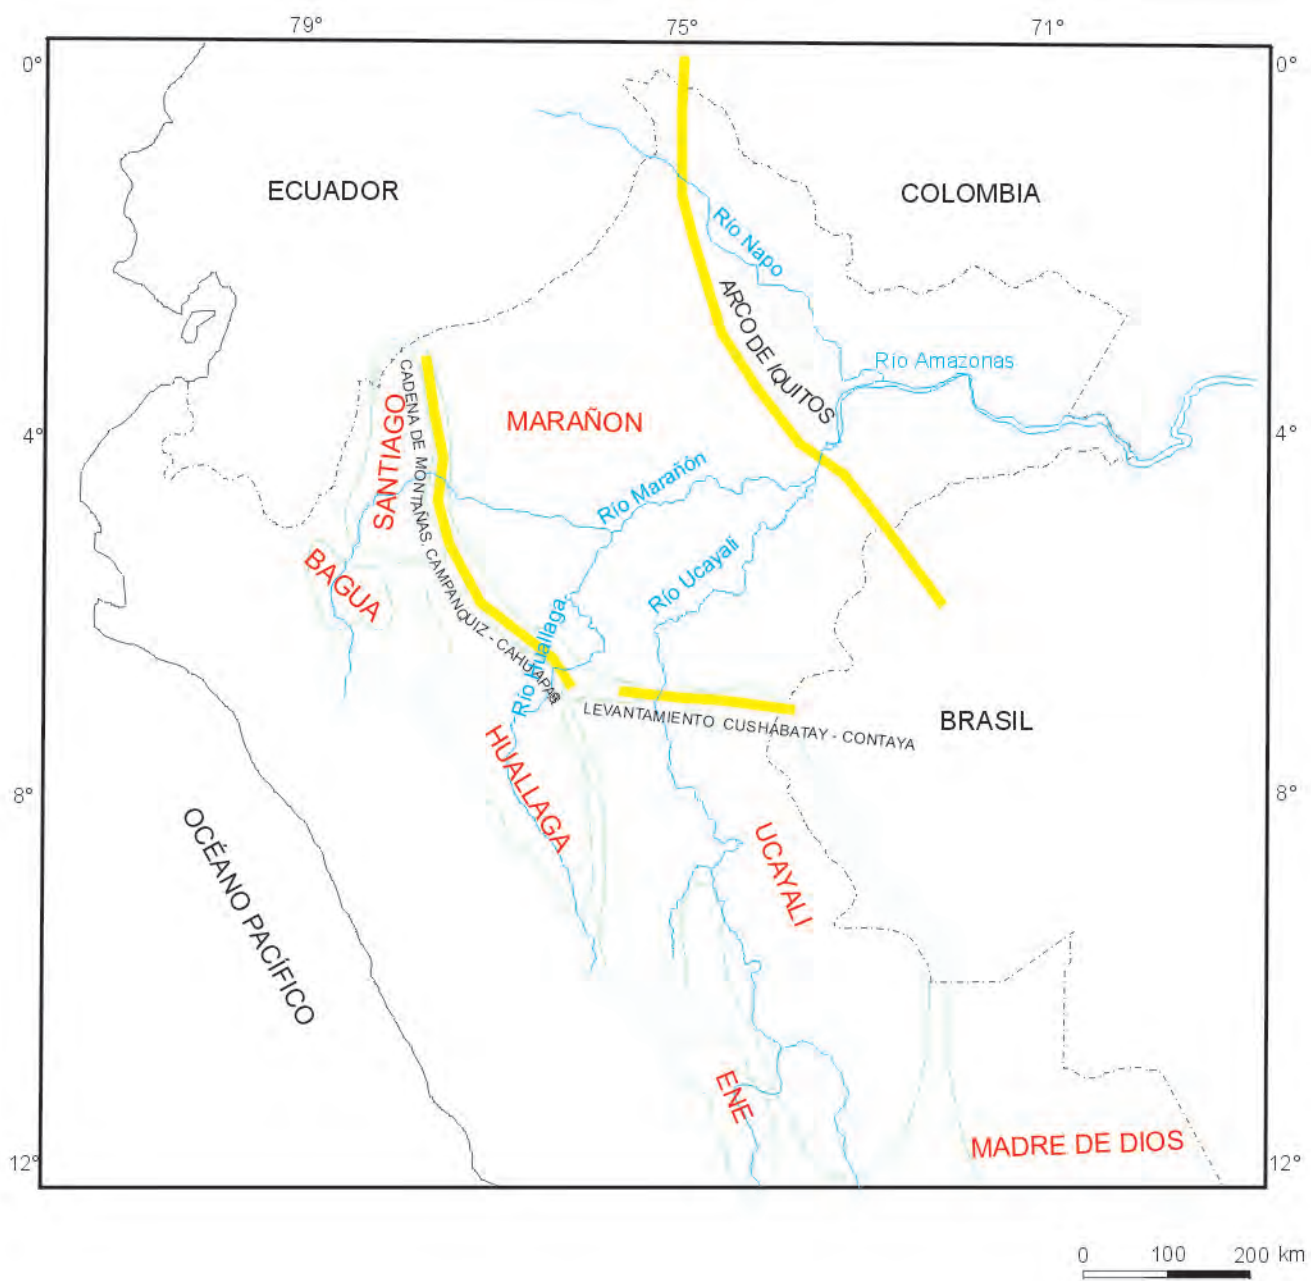 79°
75°
71°
0°
0°
ECUADOR
COLOMBIA
Río Napo
ARCO DE IQUITOS
Río Amazonas
CADENA DE MONTAÑAS. CAMPANQUIZ - CAHUAPAS
SANTIAGO
MARAÑON
4°
4°
Río Marañón
Río Ucayali
BAGUA
Río Huallaga
LEVANTAMIENTO CUSHABATAY - CONTAYA
BRASIL
HUALLAGA
8°
8°
OCÉANO PACÍFICO
UCAYALI
ENE
MADRE DE DIOS
12°
12°
0 100 200 km